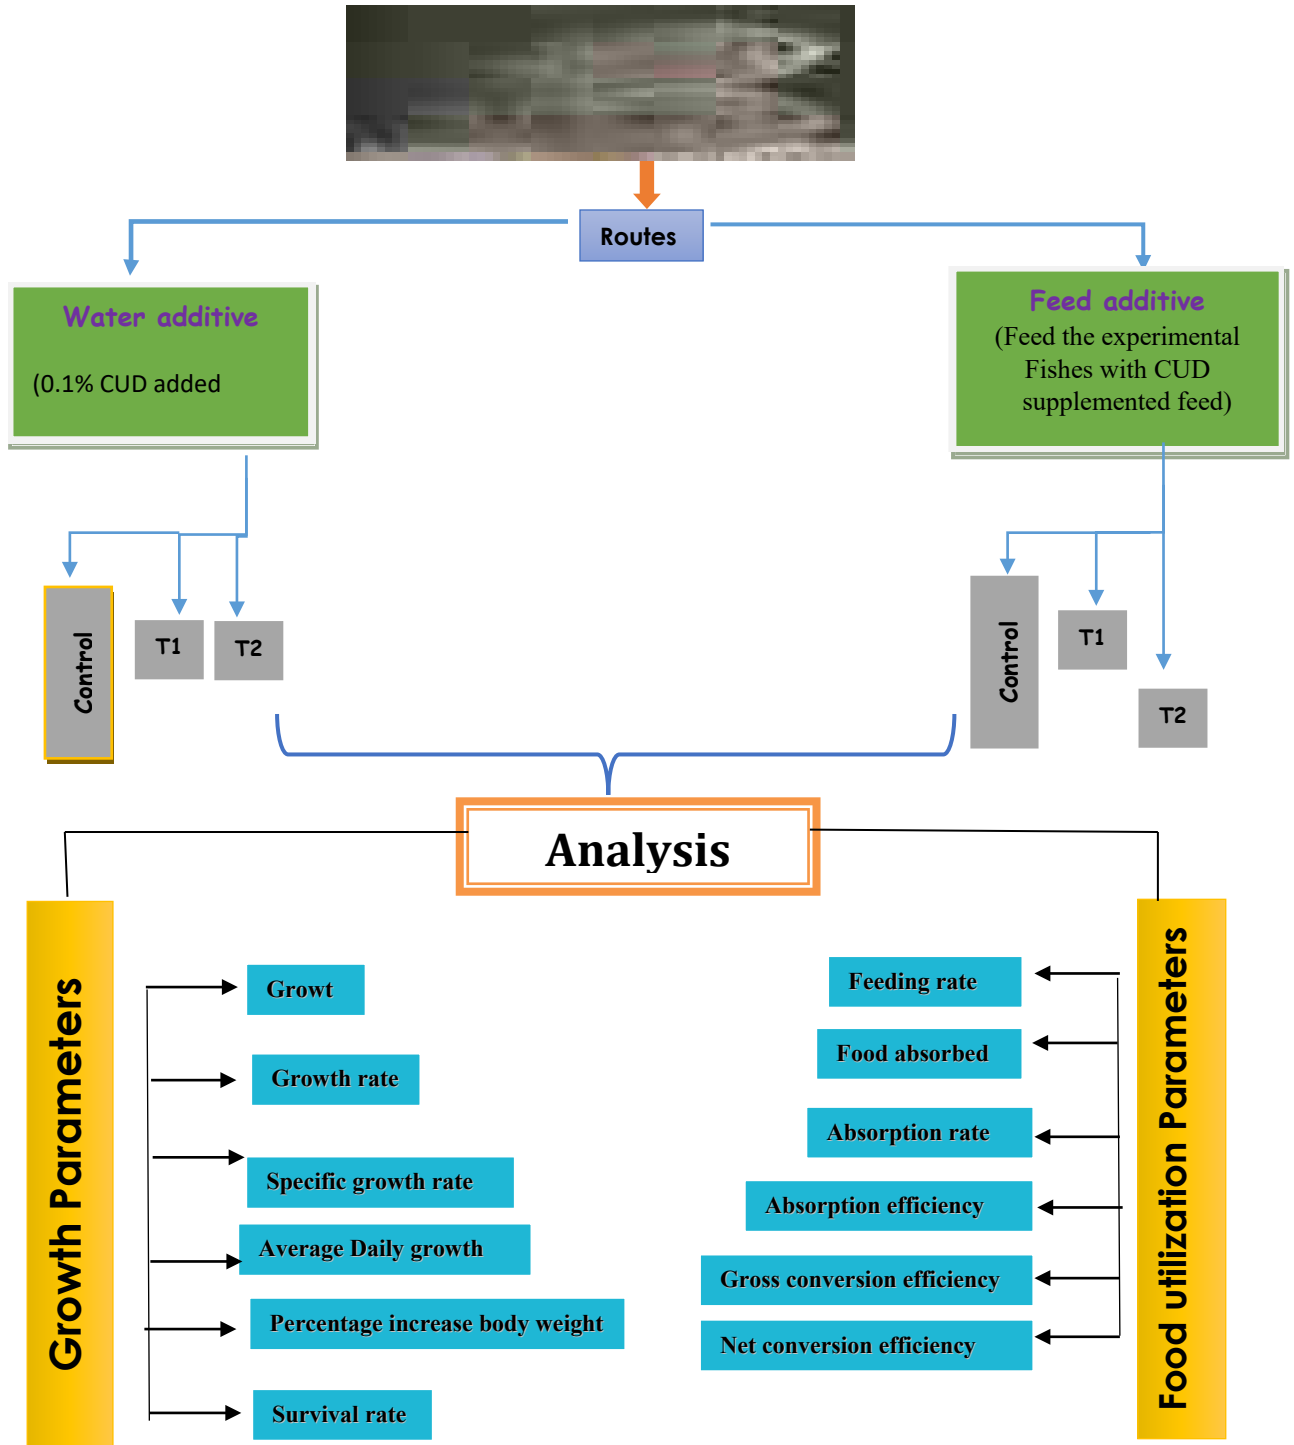 Routes
Water additive
(0.1% CUD added
Feed additive
(Feed the experimental
Fishes with CUD
supplemented feed)
Control
T1
T2
Control
T1
T2
Analysis
Growth Parameters
Growt
Growth rate
Specific growth rate
Average Daily growth
Percentage increase body weight
Survival rate
Feeding rate
Food absorbed
Absorption rate
Absorption efficiency
Gross conversion efficiency
Net conversion efficiency
Food utilization Parameters